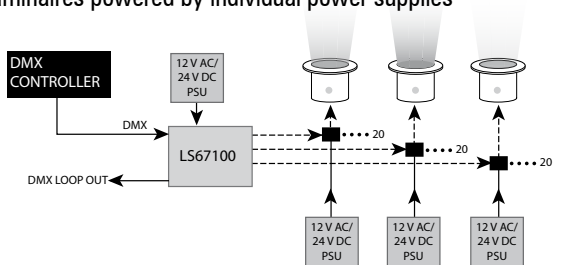 luminaires powered by individual power supplies
DMX
CONTROLLER
12 V AC/
24 V DC
PSU
DMX
LS67100
DMX LOOP OUT
20
20
20
12 V AC/
24 V DC
PSU
12 V AC/
24 V DC
PSU
12 V AC/
24 V DC
PSU